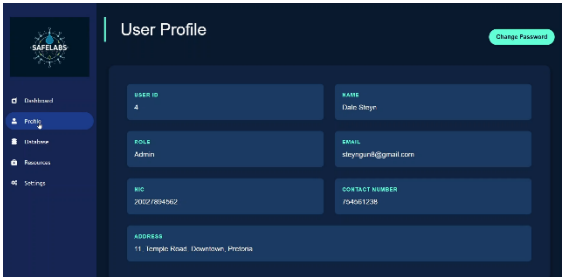 SAFELABS
Dashboard
Profile
Database
Resources
Settings
User Profile
Change Password
USER ID
4
NAME
Dale Steyn
ROLE
Admin
EMAIL
steyngun8@gmail.com
NIC
20027894562
CONTACT NUMBER
754561238
ADDRESS
11 Temple Road Downtown, Pretoria